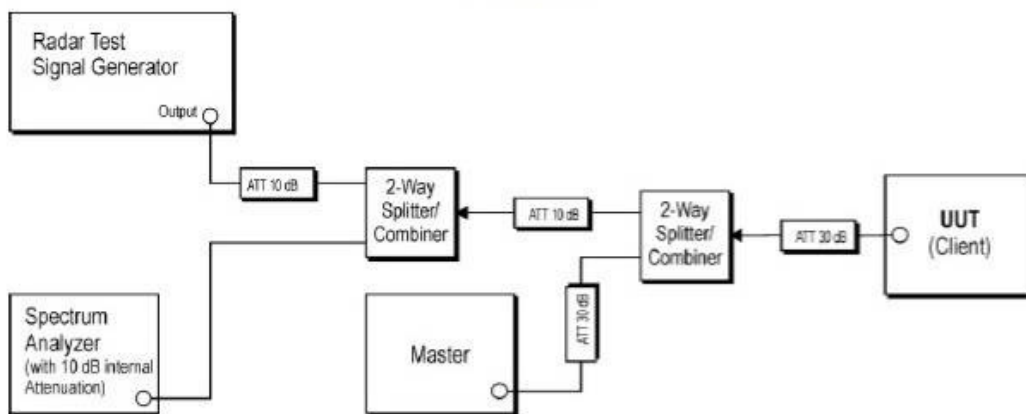 Radar Test
Signal Generator
Output
ATT 10 dB
2-Way
Splitter/
Combiner
ATT 10 dB
2-Way
Splitter/
Combiner
ATT 30 dB
UUT
(Client)
Spectrum
Analyzer
(with 10 dB internal
Attenuation)
Master
ATT 30 dB